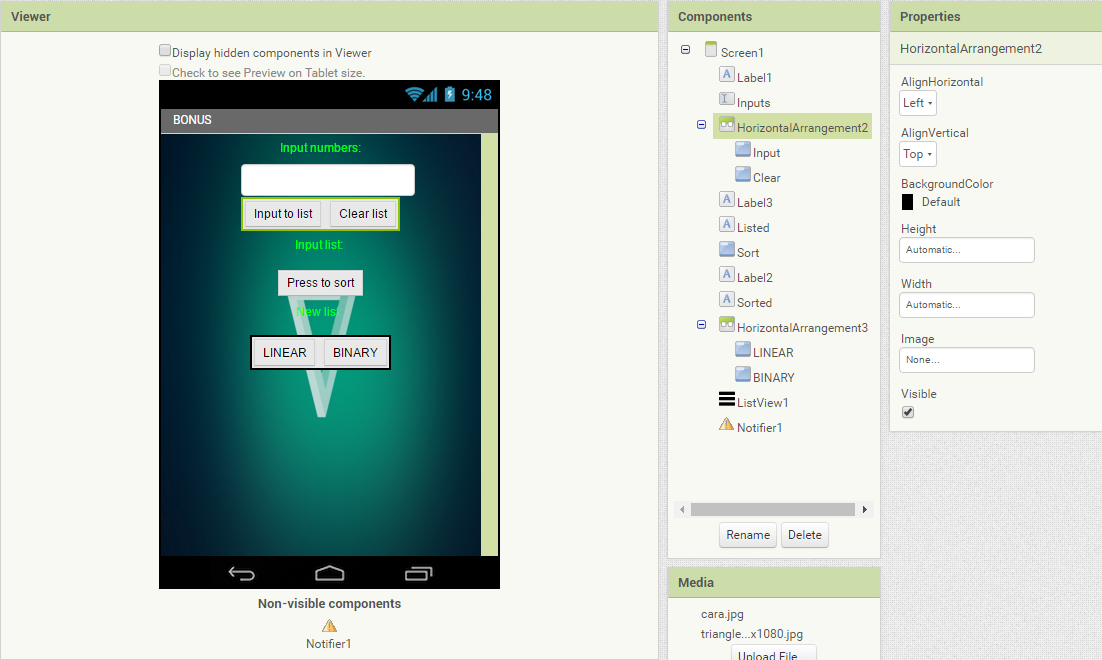 Viewer
Display hidden components in Viewer
Check to see Preview on Tablet size.
9:48
BONUS
Input numbers:
Input to list
Clear list
Input list:
Press to sort
New list:
LINEAR
BINARY
Non-visible components
Notifier1
Components
Screen1
Label1
Inputs
HorizontalArrangement2
Input
Clear
Label3
Listed
Sort
Label2
Sorted
HorizontalArrangement3
LINEAR
BINARY
ListView1
Notifier1
Rename
Delete
Media
cara.jpg
triangle...x1080.jpg
Upload File
Properties
HorizontalArrangement2
AlignHorizontal
Left
AlignVertical
Top
BackgroundColor
Default
Height
Automatic...
Width
Automatic...
Image
None...
Visible